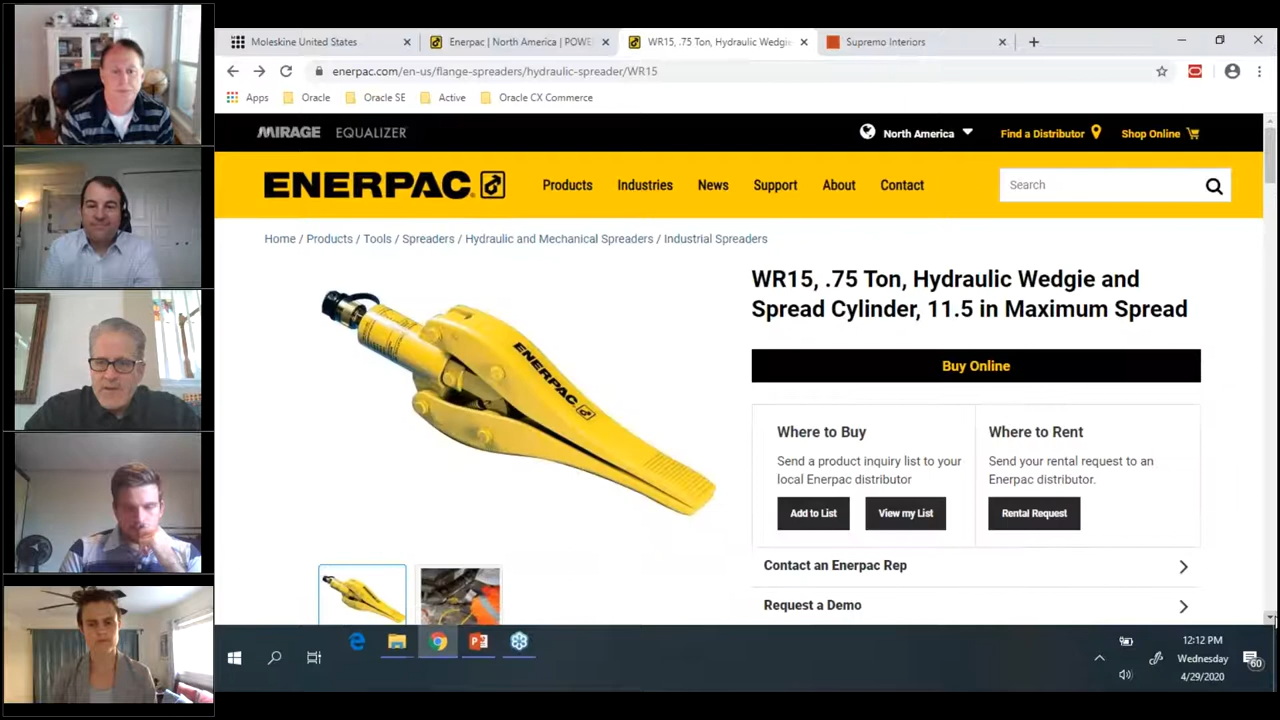 Moleskine United States
Enerpac | North America | POWE
WR15, .75 Ton, Hydraulic Wedgie
Supremo Interiors
enerpac.com/en-us/flange-spreaders/hydraulic-spreader/WR15
Apps
Oracle
Oracle SE
Active
Oracle CX Commerce
MIRAGE
EQUALIZER
North America
Find a Distributor
Shop Online
ENERPAC
Products
Industries
News
Support
About
Contact
Search
Home / Products / Tools / Spreaders / Hydraulic and Mechanical Spreaders / Industrial Spreaders
WR15, .75 Ton, Hydraulic Wedgie and
Spread Cylinder, 11.5 in Maximum Spread
ENERPAC
Buy Online
Where to Buy
Send a product inquiry list to your
local Enerpac distributor
Add to List
View my List
Where to Rent
Send your rental request to an
Enerpac distributor.
Rental Request
Contact an Enerpac Rep
Request a Demo
12:12 PM
Wednesday
4/29/2020
60